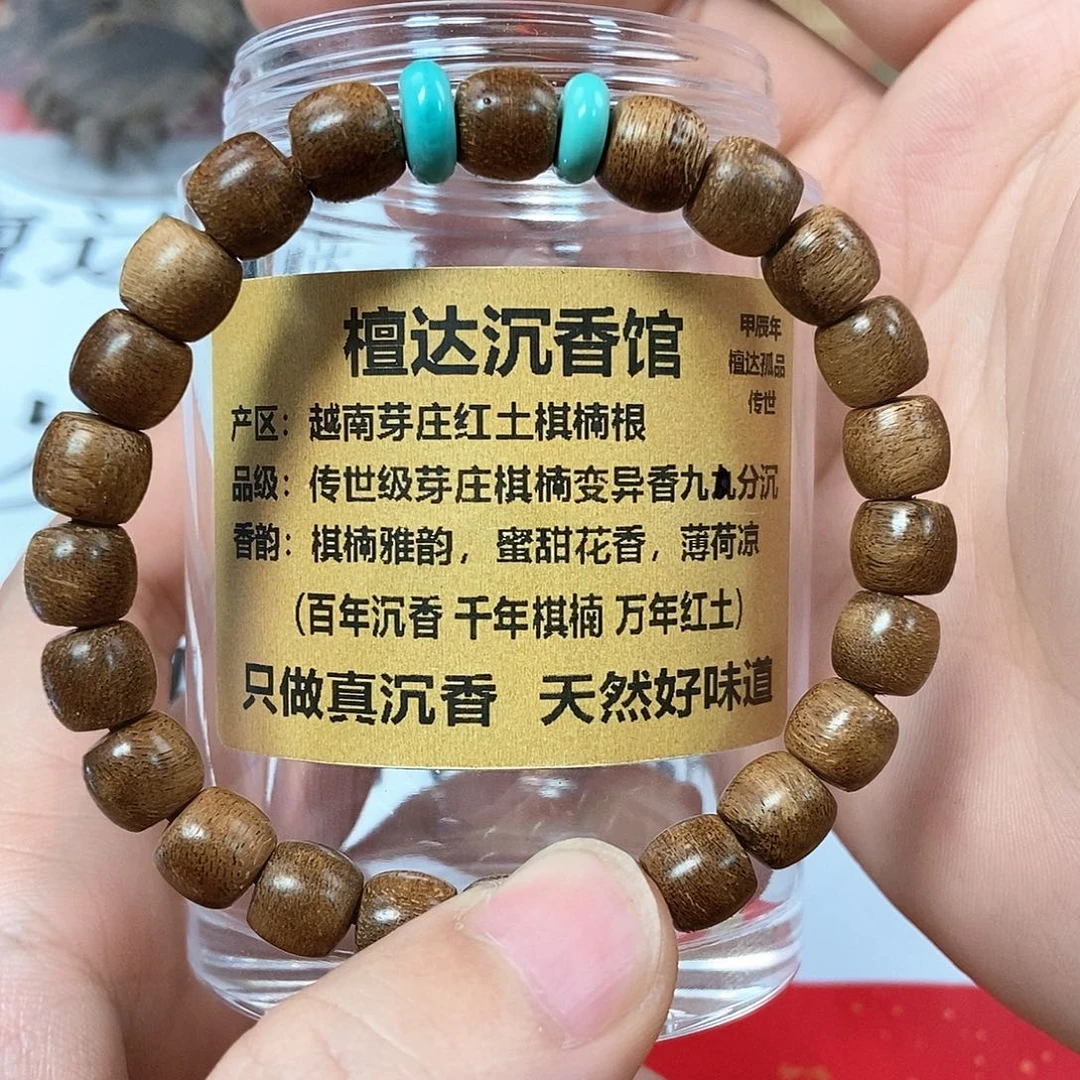 檀达沉香馆
甲辰年
檀达孤品
传世
产区：越南芽庄红土棋楠根
品级：传世级芽庄棋楠变异香九 分沉
香韵：棋楠雅韵，蜜甜花香，薄荷凉
（百年沉香 千年棋楠 万年红土）
只做真沉香 天然好味道